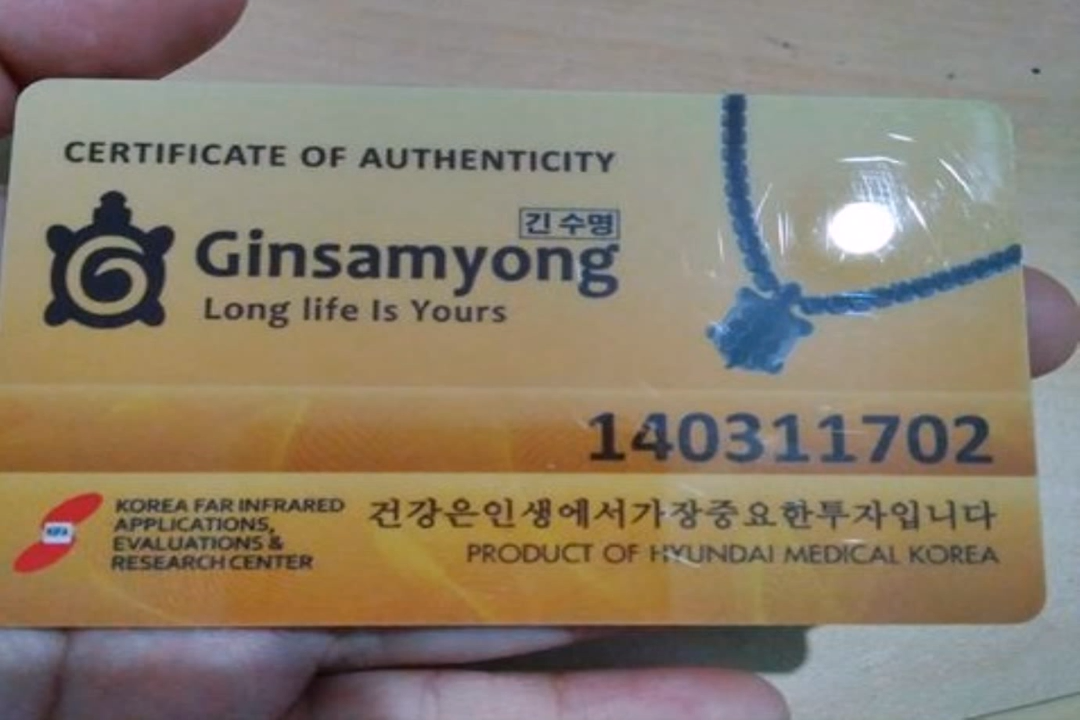 CERTIFICATE OF AUTHENTICITY
긴 수명
Ginsamyong
Long life Is Yours
140311702
KOREA FAR INFRARED
APPLICATIONS,
EVALUATIONS &
RESEARCH CENTER
건강은인생에서가장중요한투자입니다
PRODUCT OF HYUNDAI MEDICAL KOREA